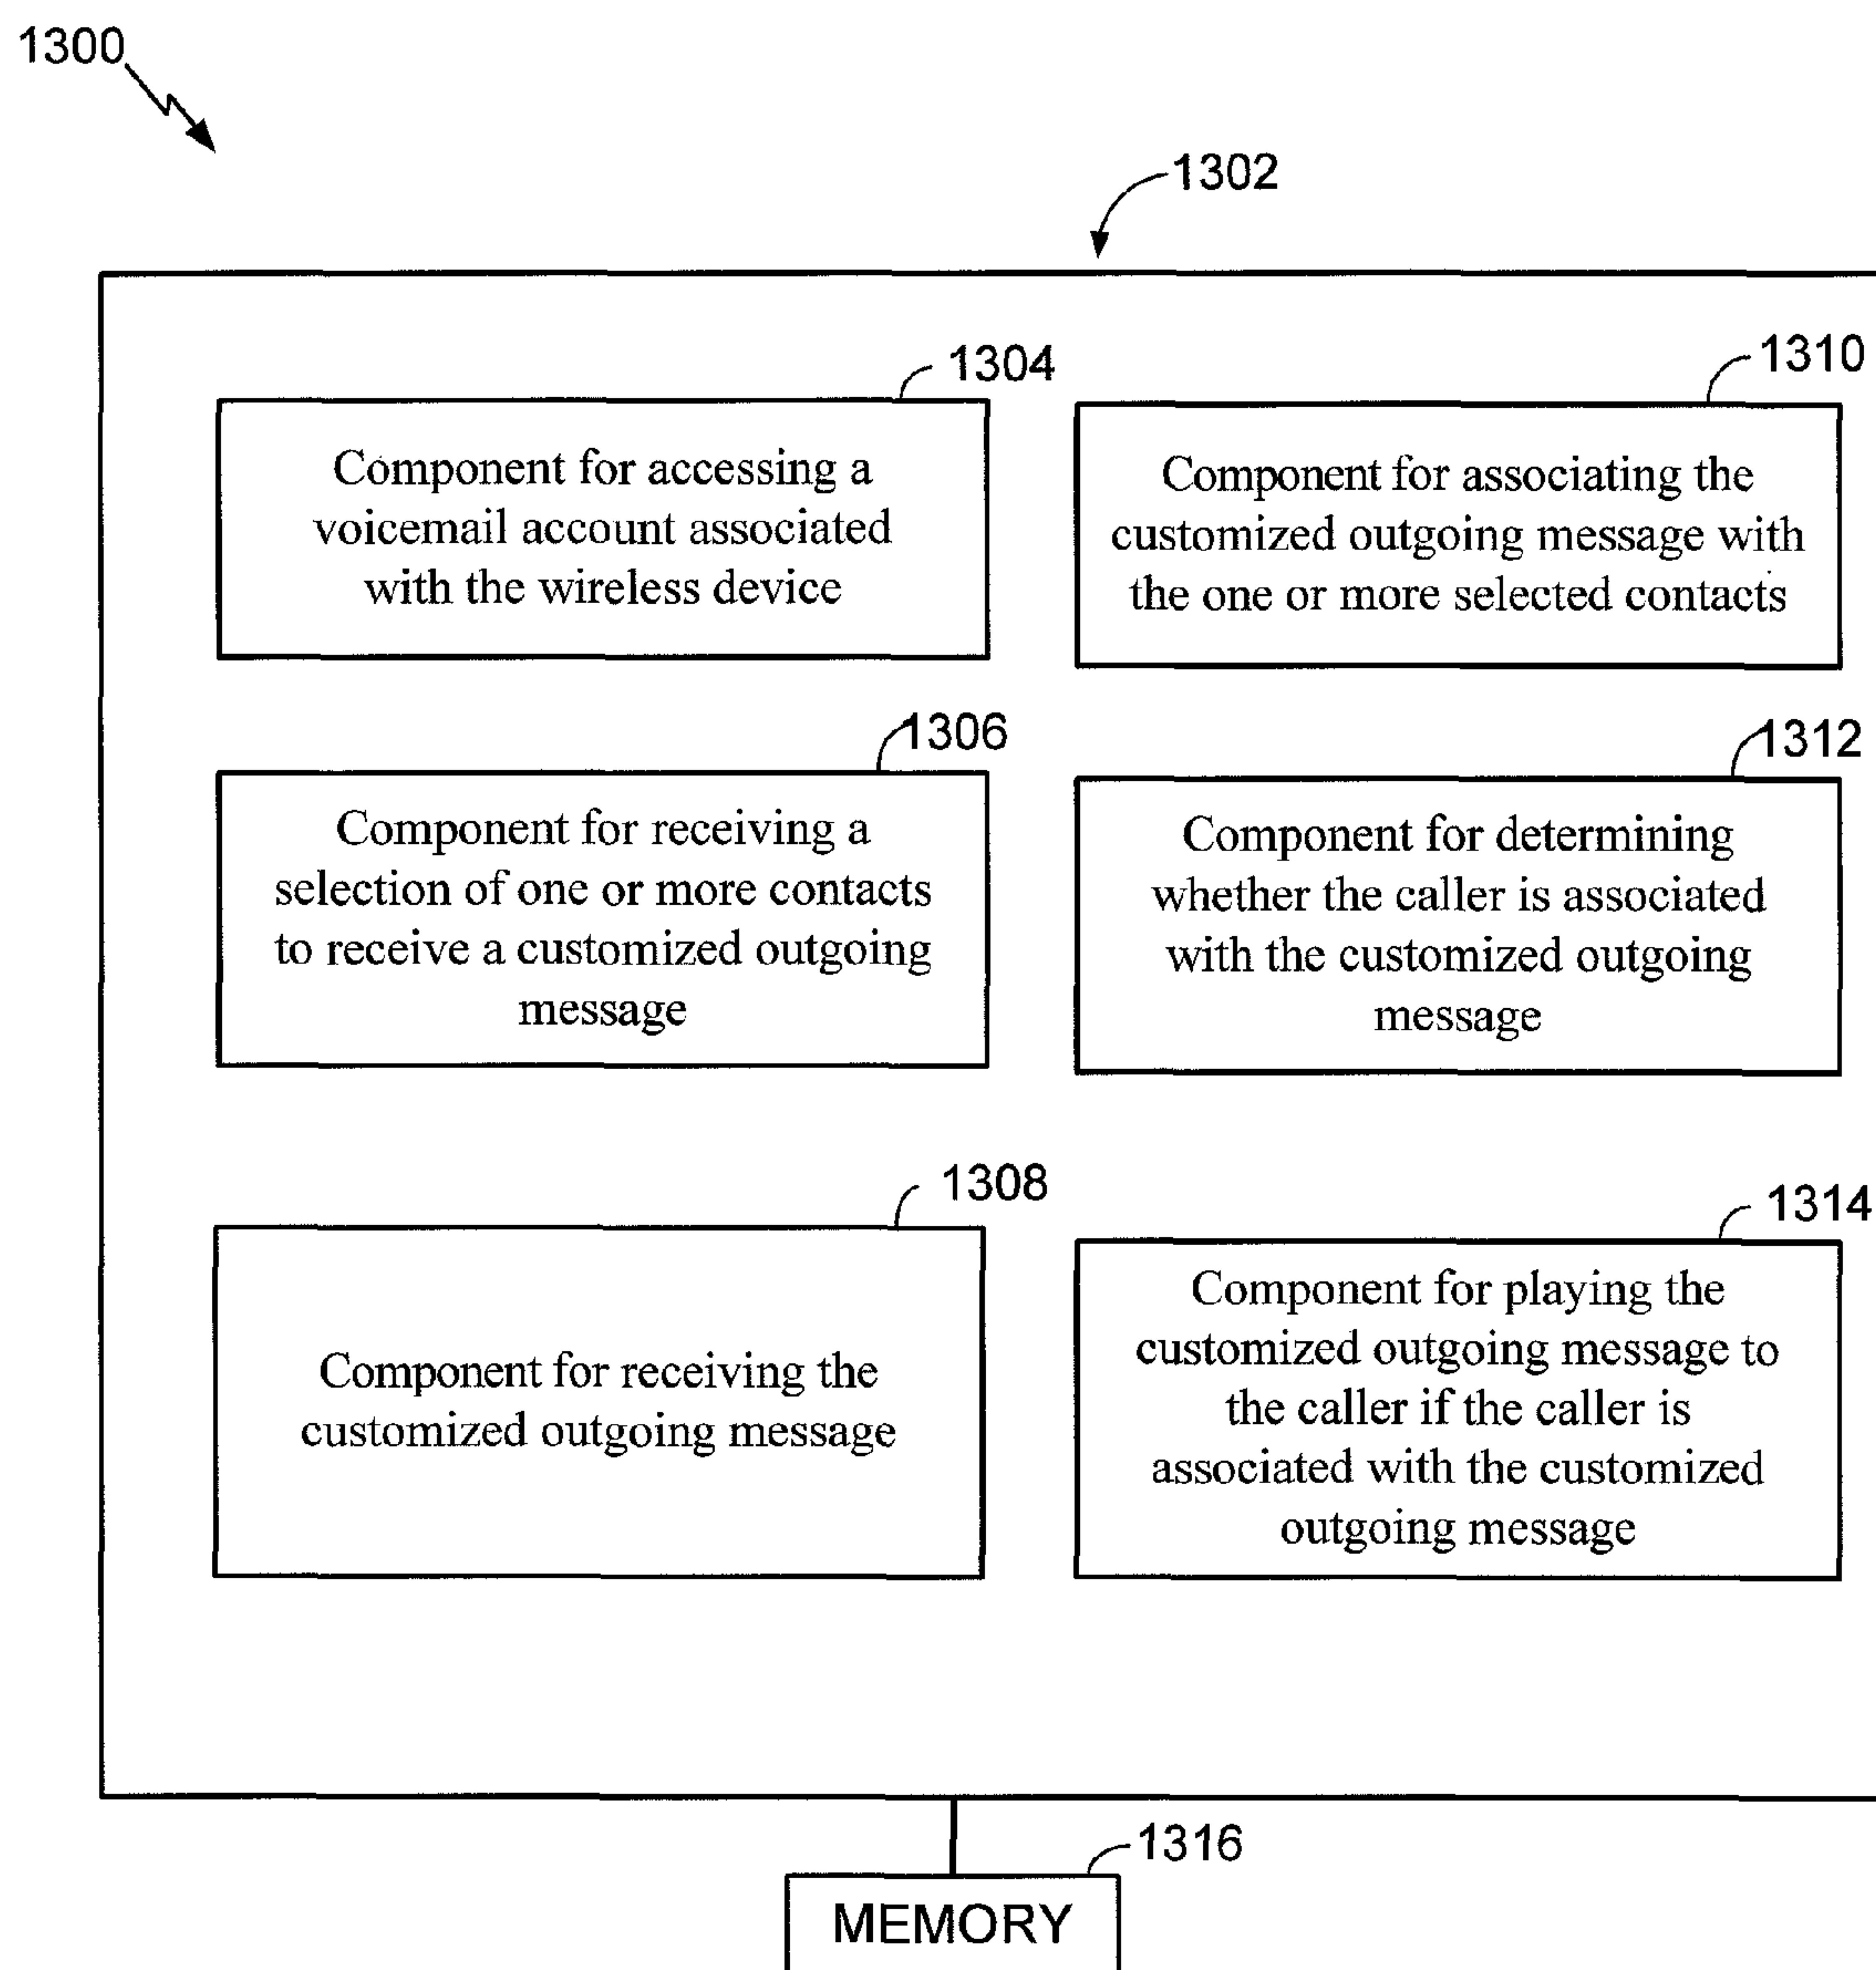 1300
1302
1304
Component for accessing a
voicemail account associated
with the wireless device
1306
Component for receiving a
selection of one or more contacts
to receive a customized outgoing
message
1308
Component for receiving the
customized outgoing message
1310
Component for associating the
customized outgoing message with
the one or more selected contacts
1312
Component for determining
whether the caller is associated
with the customized outgoing
message
1314
Component for playing the
customized outgoing message to
the caller if the caller is
associated with the customized
outgoing message
1316
MEMORY